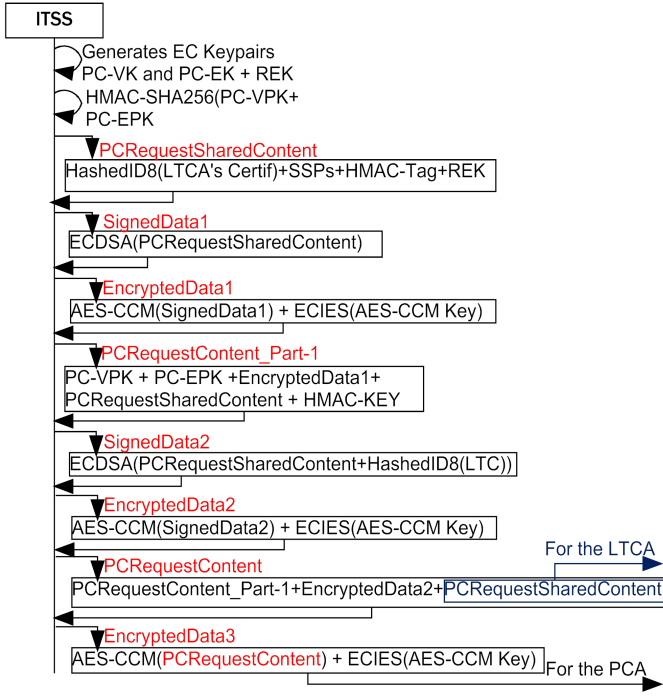 ITSS
Generates EC Keypairs
PC-VK and PC-EK + REK
HMAC-SHA256(PC-VPK+
PC-EPK
PCRequestSharedContent
HashedID8(LTCA's Certif)+SSPs+HMAC-Tag+REK
SignedData1
ECDSA(PCRequestSharedContent)
EncryptedData1
AES-CCM(SignedData1) + ECIES(AES-CCM Key)
PCRequestContent_Part-1
PC-VPK + PC-EPK +EncryptedData1+
PCRequestSharedContent + HMAC-KEY
SignedData2
ECDSA(PCRequestSharedContent+HashedID8(LTC))
EncryptedData2
AES-CCM(SignedData2) + ECIES(AES-CCM Key)
For the LTCA
PCRequestContent
PCRequestContent_Part-1+EncryptedData2+PCRequestSharedContent
EncryptedData3
AES-CCM(PCRequestContent) + ECIES(AES-CCM Key)
For the PCA